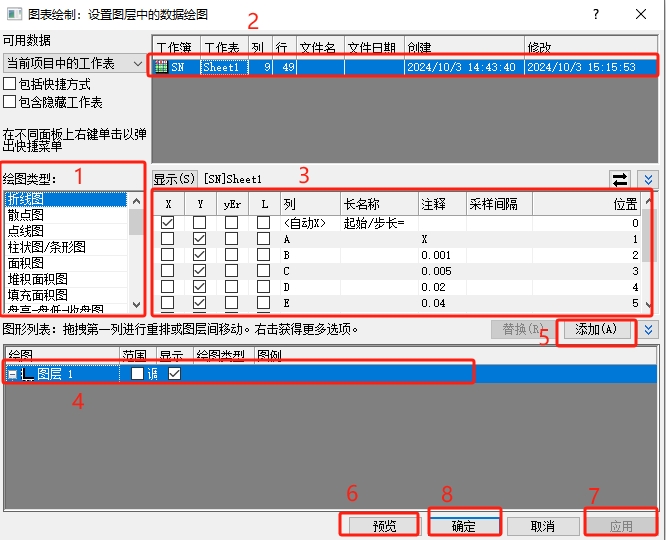 图表绘制: 设置图层中的数据绘图
? ×
2
可用数据
当前项目中的工作表
包括快捷方式
包含隐藏工作表
在不同面板上右键单击以弹
出快捷菜单
工作簿 工作表 列 行 文件名 文件日期 创建 修改
SN Sheet1 9 49 2024/10/3 14:43:40 2024/10/3 15:15:53
1
3
绘图类型:
显示(S) [SN]Sheet1
折线图
散点图
点线图
柱状图/条形图
面积图
堆积面积图
填充面积图
盘高-盘低-收盘图
X Y yEr L 列 长名称 注释 采样间隔 位置
<自动X> 起始/步长= 0
A X 1
B 0.001 2
C 0.005 3
D 0.02 4
E 0.04 5
图形列表: 拖拽第一列进行重排或图层间移动。右击获得更多选项。
替换(R) 添加(A)
5
绘图 范围 显示 绘图类型 图例
图层 1
4
6 8 7
预览 确定 取消 应用